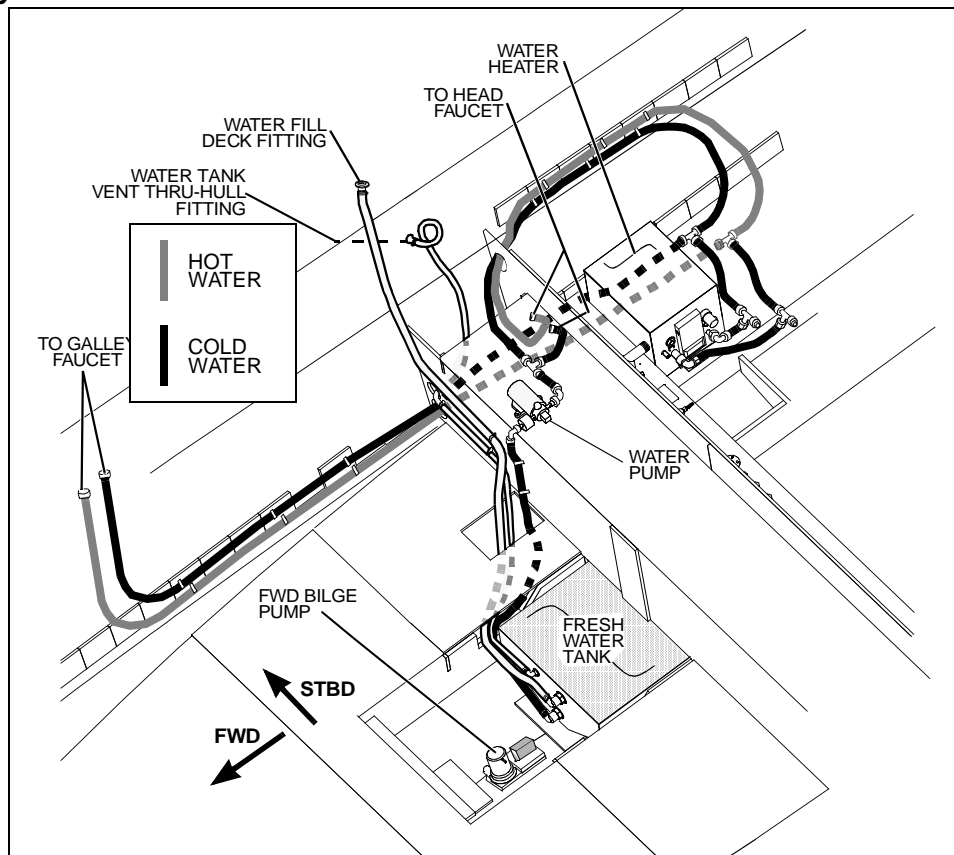 WATER
HEATER
TO HEAD
FAUCET
WATER FILL
DECK FITTING
WATER TANK
VENT THRU-HULL
FITTING
HOT
WATER
COLD
WATER
TO GALLEY
FAUCET
WATER
PUMP
FWD BILGE
PUMP
FRESH
WATER
TANK
STBD
FWD